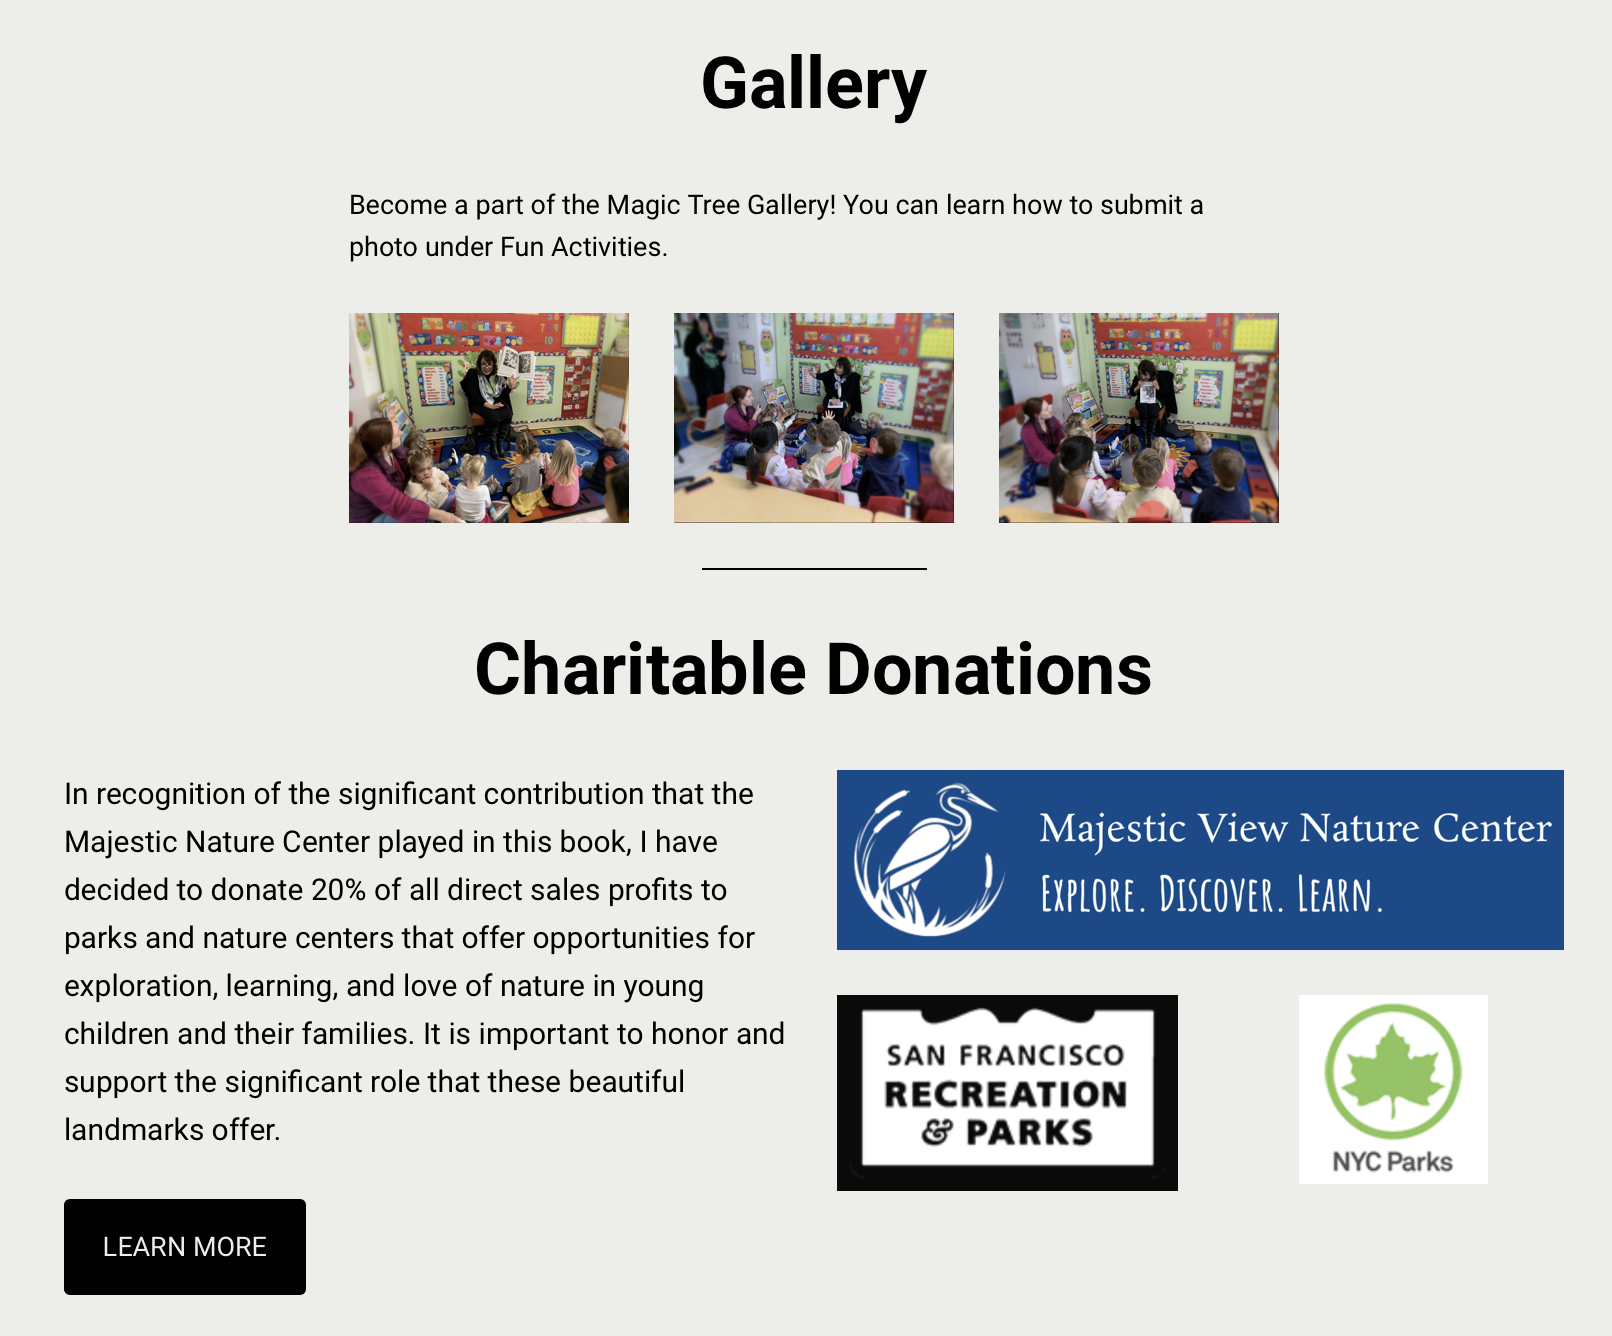 Gallery
Become a part of the Magic Tree Gallery! You can learn how to submit a
photo under Fun Activities.
Charitable Donations
In recognition of the significant contribution that the
Majestic Nature Center played in this book, I have
decided to donate 20% of all direct sales profits to
parks and nature centers that offer opportunities for
exploration, learning, and love of nature in young
children and their families. It is important to honor and
support the significant role that these beautiful
landmarks offer.
LEARN MORE
Majestic View Nature Center
EXPLORE. DISCOVER. LEARN.
SAN FRANCISCO
RECREATION
& PARKS
NYC Parks